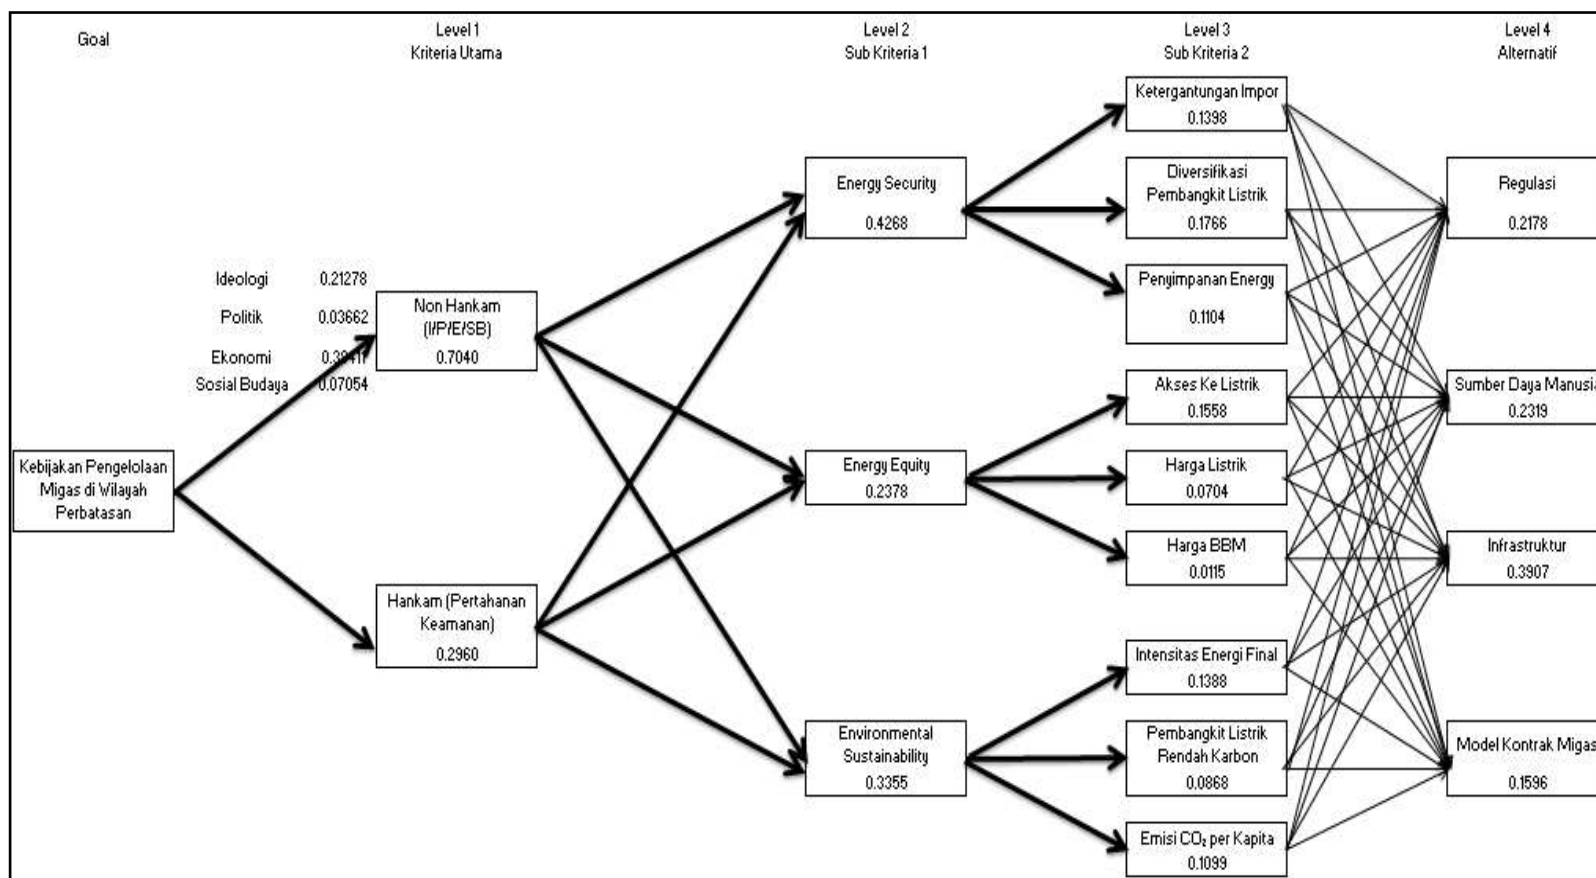 Goal
Level 1
Kriteria Utama
Level 2
Sub Kriteria 1
Level 3
Sub Kriteria 2
Level 4
Alternatif
Kebijakan Pengelolaan
Migas di Wilayah
Perbatasan
Ideologi 0.21278
Politik 0.03662
Ekonomi
Sosial Budaya 0.07054
Non Hankam
(I/P/E/SB)
0.7040
Hankam (Pertahanan
Keamanan)
0.2960
Energy Security
0.4268
Energy Equity
0.2378
Environmental
Sustainability
0.3355
Ketergantungan Impor
0.1398
Diversifikasi
Pembangkit Listrik
0.1766
Penyimpanan Energy
0.1104
Akses Ke Listrik
0.1558
Harga Listrik
0.0704
Harga BBM
0.0115
Intensitas Energi Final
0.1388
Pembangkit Listrik
Rendah Karbon
0.0868
Emisi CO₂ per Kapita
0.1099
Regulasi
0.2178
Sumber Daya Manusia
0.2319
Infrastruktur
0.3907
Model Kontrak Migas
0.1596